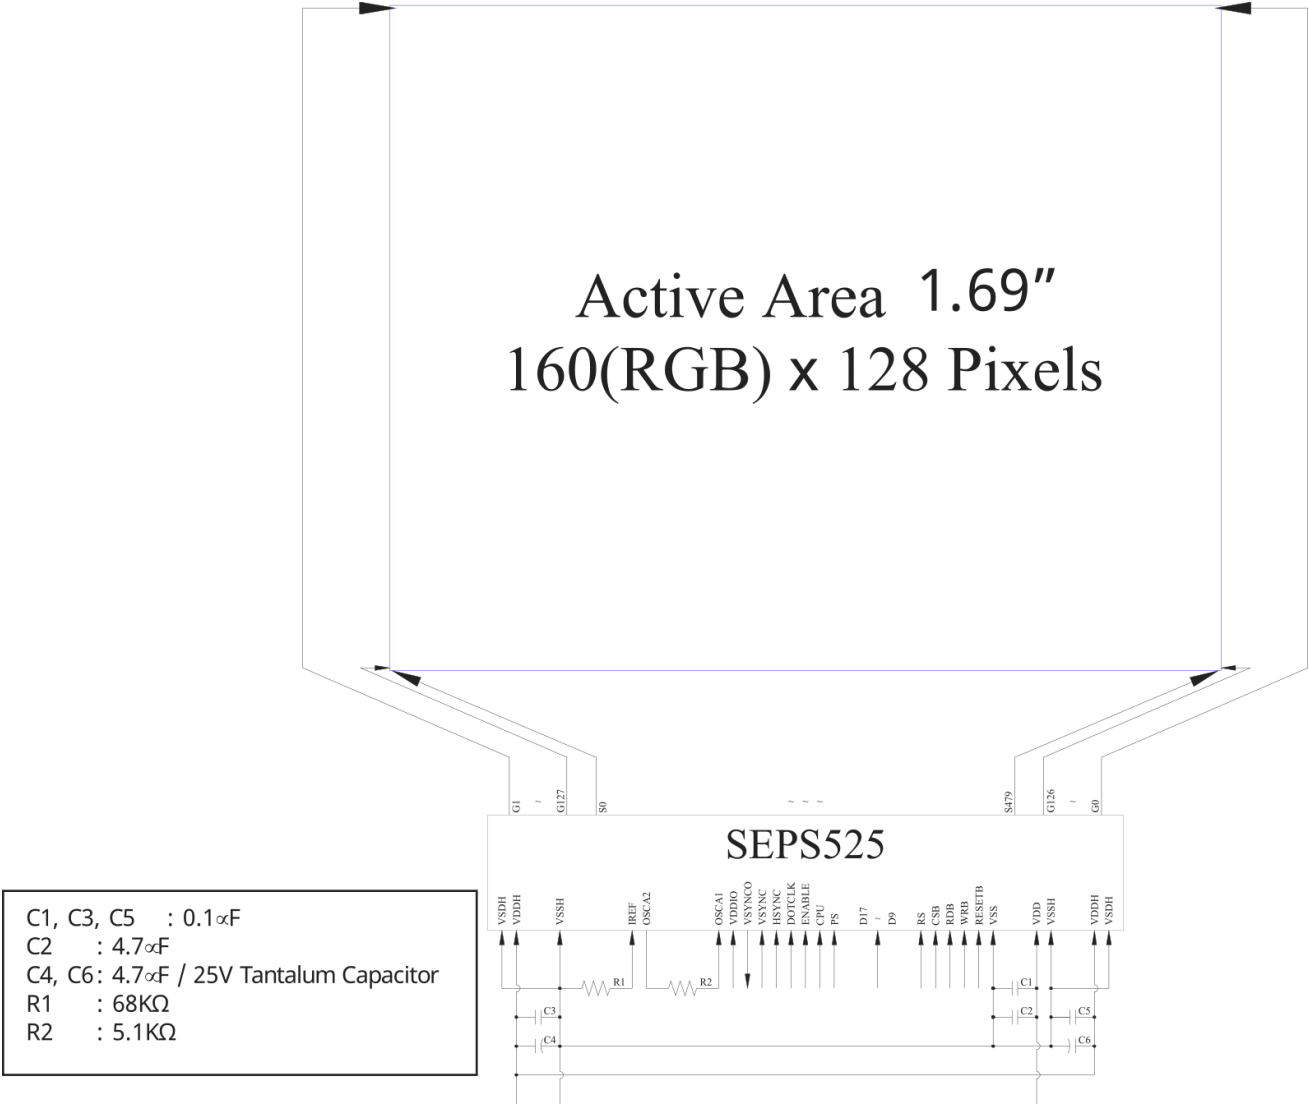 Active Area 1.69”
160(RGB) x 128 Pixels
G1 ~ G127 S0 ~ ~ ~ S479 G126 ~ G0
SEPS525
VSDH VDDH VSSH IREF OSCA2 OSCA1 VDDIO VSYNCO VSYNC HSYNC DOTCLK ENABLE CPU PS D17 ~ D9 RS CSB RDB WRB RESETB VSS VDD VSSH VDDH VSDH
R1 R2 C1
C3 C2 C5
C4 C6
C1, C3, C5 : 0.1∝F
C2 : 4.7∝F
C4, C6 : 4.7∝F / 25V Tantalum Capacitor
R1 : 68KΩ
R2 : 5.1KΩ